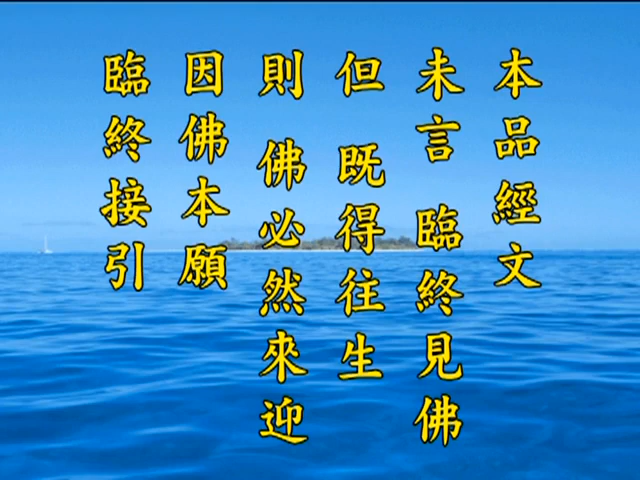 本品經文
未言 臨終見佛
但 既得往生
則 佛必然來迎
因佛本願
臨終接引